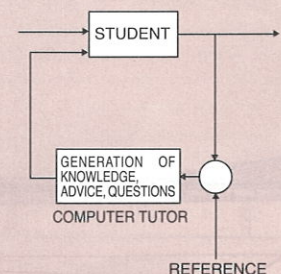 STUDENT
GENERATION OF
KNOWLEDGE,
ADVICE, QUESTIONS
COMPUTER TUTOR
REFERENCE